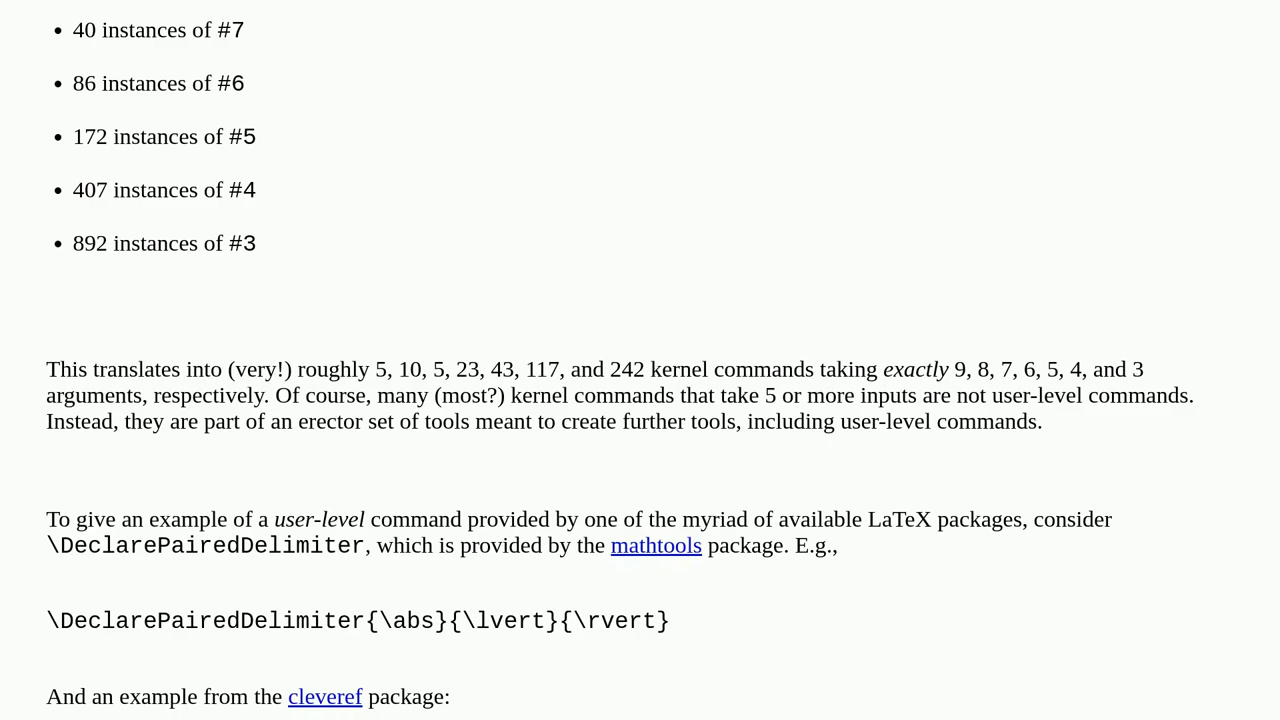 • 40 instances of #7
• 86 instances of #6
• 172 instances of #5
• 407 instances of #4
• 892 instances of #3
This translates into (very!) roughly 5, 10, 5, 23, 43, 117, and 242 kernel commands taking exactly 9, 8, 7, 6, 5, 4, and 3
arguments, respectively. Of course, many (most?) kernel commands that take 5 or more inputs are not user-level commands.
Instead, they are part of an erector set of tools meant to create further tools, including user-level commands.
To give an example of a user-level command provided by one of the myriad of available LaTeX packages, consider
\DeclarePairedDelimiter, which is provided by the mathtools package. E.g.,
\DeclarePairedDelimiter{\abs}{\lvert}{\rvert}
And an example from the cleveref package: